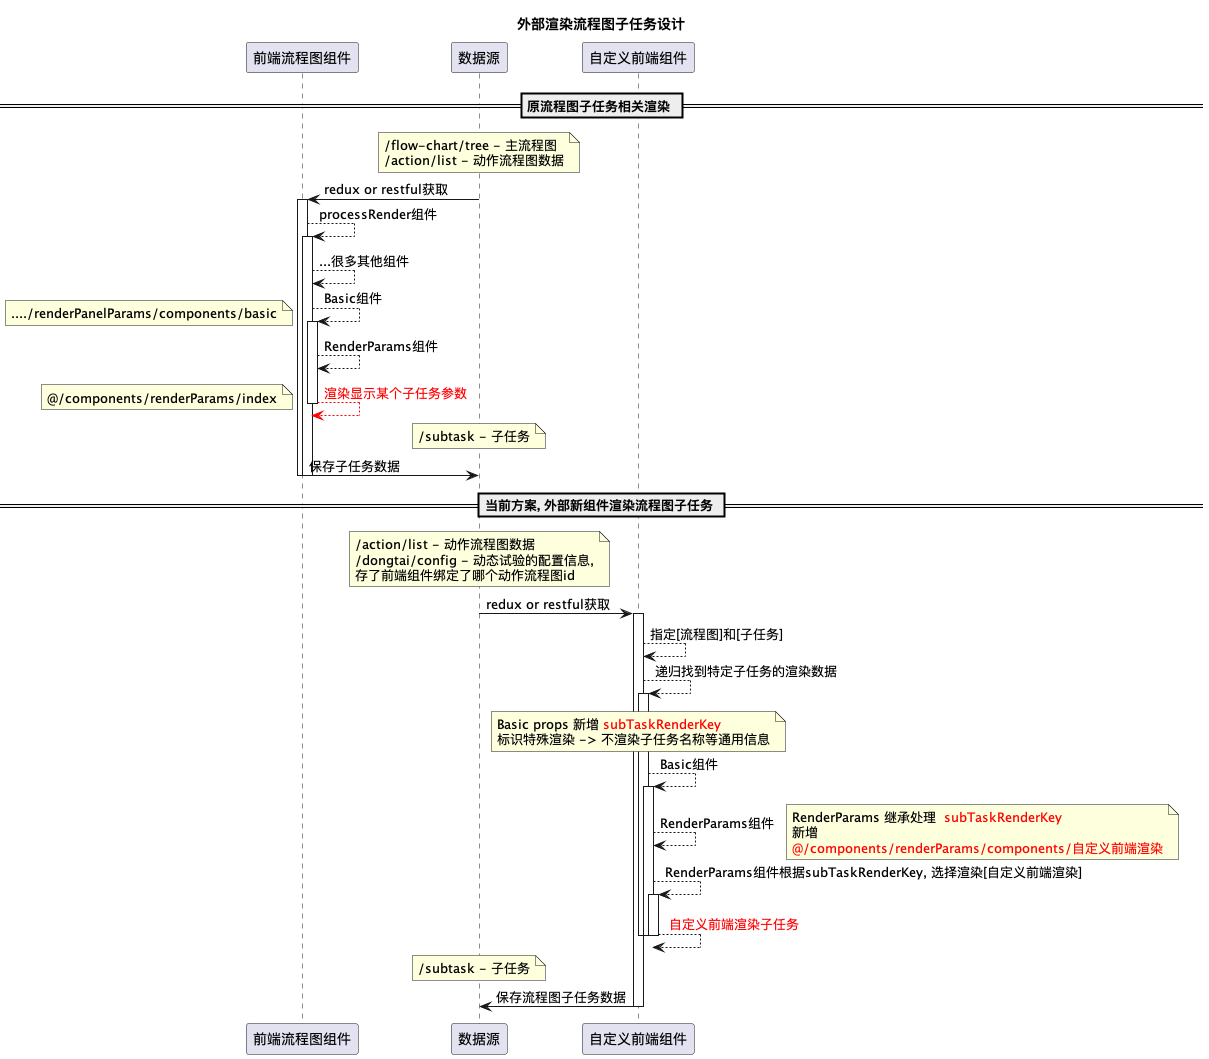 外部渲染流程图子任务设计
前端流程图组件
数据源
自定义前端组件
原流程图子任务相关渲染
/flow-chart/tree - 主流程图
/action/list - 动作流程图数据
redux or restful获取
processRender组件
...很多其他组件
Basic组件
..../renderPanelParams/components/basic
RenderParams组件
渲染显示某个子任务参数
@/components/renderParams/index
/subtask - 子任务
保存子任务数据
当前方案, 外部新组件渲染流程图子任务
/action/list - 动作流程图数据
/dongtai/config - 动态试验的配置信息,
存了前端组件绑定了哪个动作流程图id
redux or restful获取
指定[流程图]和[子任务]
递归找到特定子任务的渲染数据
Basic props 新增 subTaskRenderKey
标识特殊渲染 -> 不渲染子任务名称等通用信息
Basic组件
RenderParams组件
RenderParams 继承处理  subTaskRenderKey
新增
@/components/renderParams/components/自定义前端渲染
RenderParams组件根据subTaskRenderKey, 选择渲染[自定义前端渲染]
自定义前端渲染子任务
/subtask - 子任务
保存流程图子任务数据
前端流程图组件
数据源
自定义前端组件